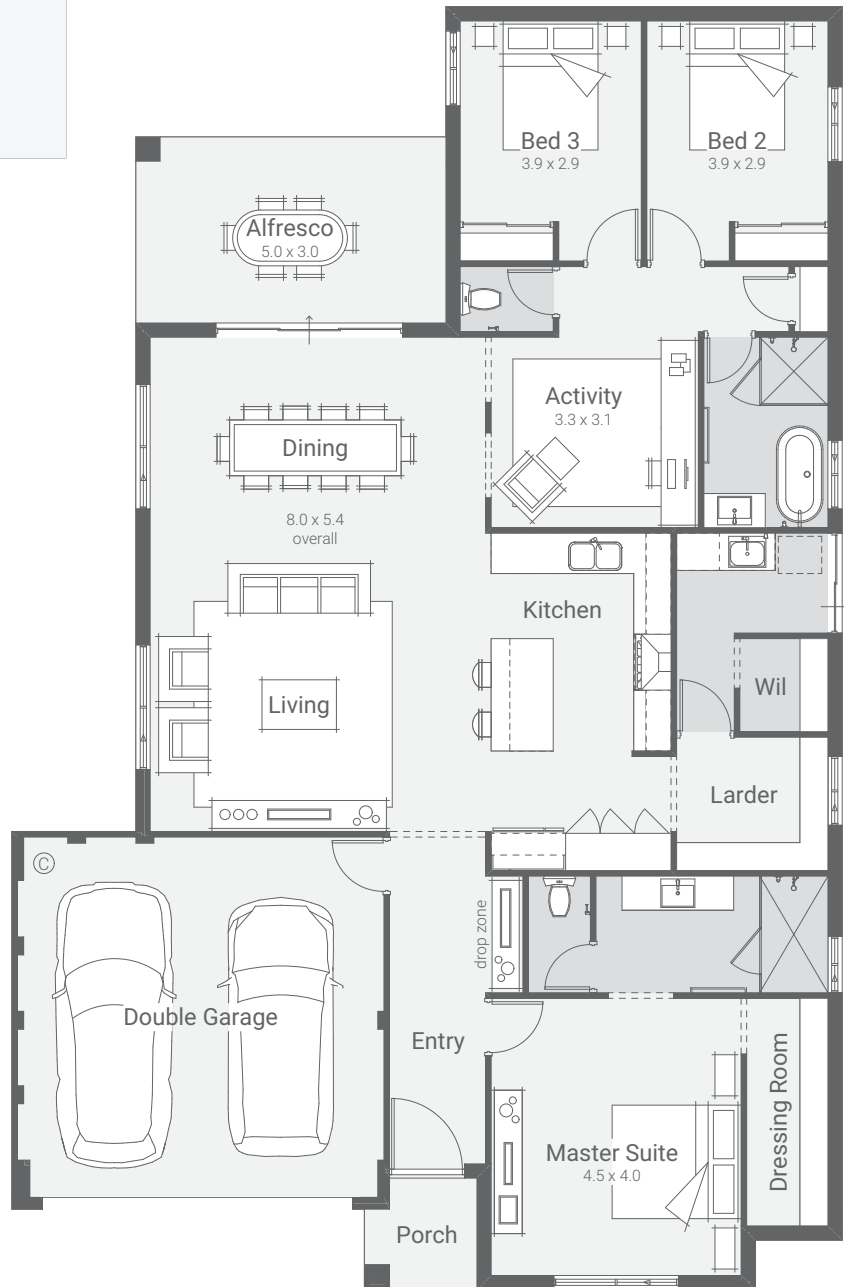 Bed 3
3.9 x 2.9
Bed 2
3.9 x 2.9
Alfresco
5.0 x 3.0
Activity
3.3 x 3.1
Dining
8.0 x 5.4
overall
Kitchen
Living
Wil
Larder
C
drop zone
Double Garage
Entry
Dressing Room
Master Suite
4.5 x 4.0
Porch